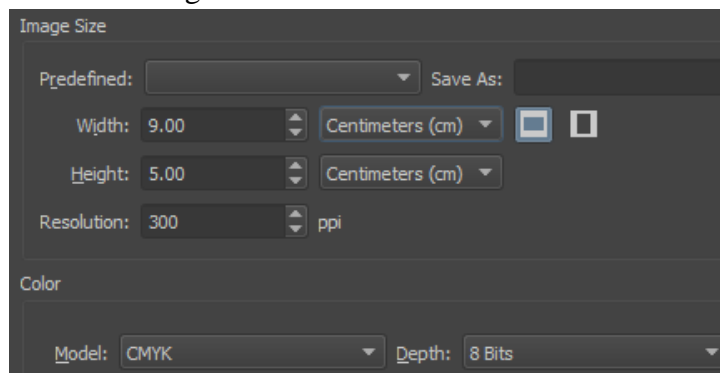 Image Size
Predefined: Save As:
Width: 9.00 Centimeters (cm)
Height: 5.00 Centimeters (cm)
Resolution: 300 ppi
Color
Model: CMYK Depth: 8 Bits